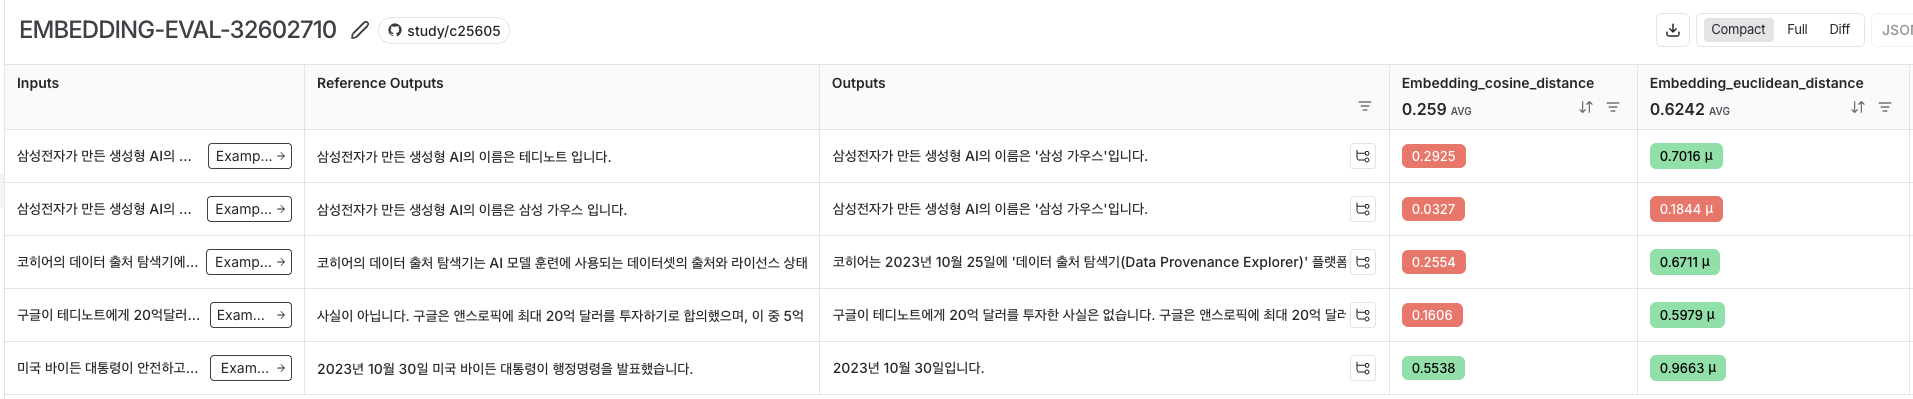 EMBEDDING-EVAL-32602710 study/c25605 Compact Full Diff JSON
Inputs Reference Outputs Outputs Embedding_cosine_distance Embedding_euclidean_distance
0.259 AVG 0.6242 AVG
삼성전자가 만든 생성형 AI의 ... Examp... → 삼성전자가 만든 생성형 AI의 이름은 테디노트 입니다. 삼성전자가 만든 생성형 AI의 이름은 '삼성 가우스'입니다. 0.2925 0.7016 µ
삼성전자가 만든 생성형 AI의 ... Examp... → 삼성전자가 만든 생성형 AI의 이름은 삼성 가우스 입니다. 삼성전자가 만든 생성형 AI의 이름은 '삼성 가우스'입니다. 0.0327 0.1844 µ
코히어의 데이터 출처 탐색기에... Examp... → 코히어의 데이터 출처 탐색기는 AI 모델 훈련에 사용되는 데이터셋의 출처와 라이선스 상태 코히어는 2023년 10월 25일에 '데이터 출처 탐색기(Data Provenance Explorer)' 플랫폼 0.2554 0.6711 µ
구글이 테디노트에게 20억달러... Exam... → 사실이 아닙니다. 구글은 앤스로픽에 최대 20억 달러를 투자하기로 합의했으며, 이 중 5억 구글이 테디노트에게 20억 달러를 투자한 사실은 없습니다. 구글은 앤스로픽에 최대 20억 달러 0.1606 0.5979 µ
미국 바이든 대통령이 안전하고... Exam... → 2023년 10월 30일 미국 바이든 대통령이 행정명령을 발표했습니다. 2023년 10월 30일입니다. 0.5538 0.9663 µ